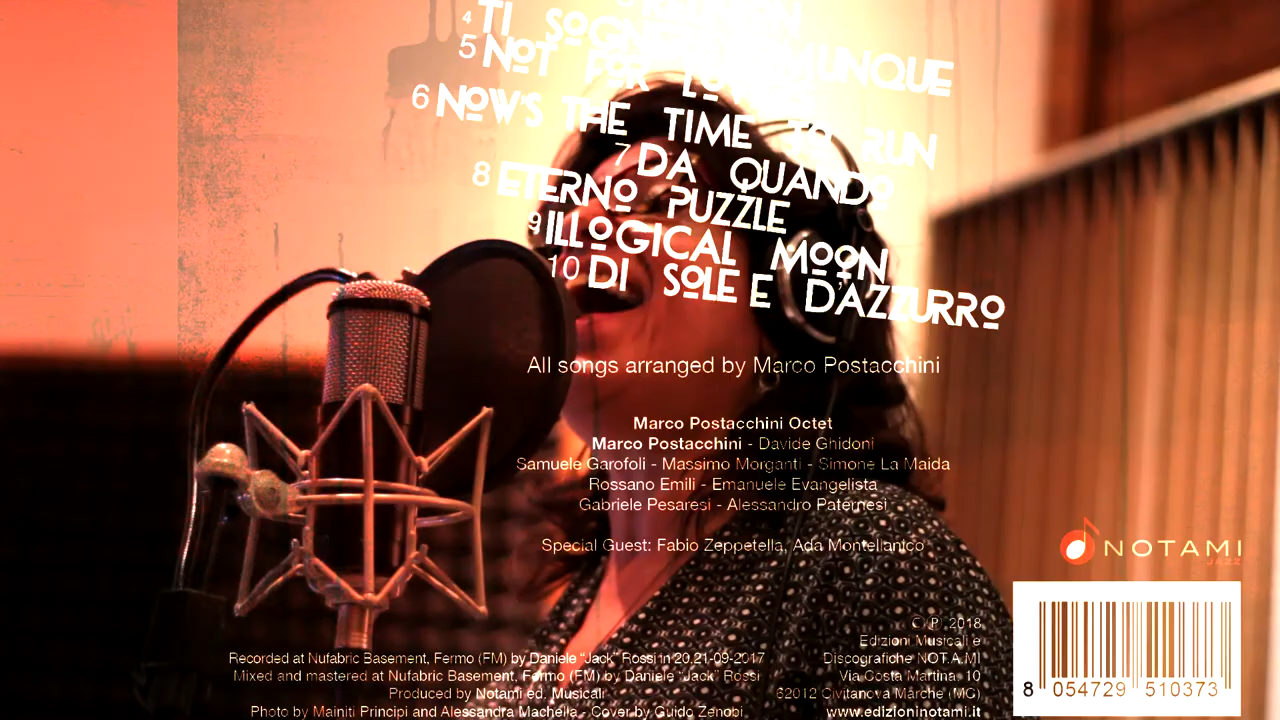 4 TI SOGNO COMUNQUE
5 NOT FOR
6 NOW'S THE TIME TO RUN
7 DA QUANDO
8 ETERNO PUZZLE
9 ILLOGICAL MOON
10 DI SOLE E D'AZZURRO
All songs arranged by Marco Postacchini
Marco Postacchini Octet
Marco Postacchini - Davide Ghidoni
Samuele Garofoli - Massimo Morganti - Simone La Maida
Rossano Emili - Emanuele Evangelista
Gabriele Pesaresi - Alessandro Paternesi
Special Guest: Fabio Zeppetella, Ada Montellanico
NOTAMI
JAZZ
C. P. 2018
Edizioni Musicali e
Discografiche NOT.A.MI
Via Costa Martina, 10
62012 Civitanova Marche (MC)
www.edizioninotami.it
Recorded at Nufabric Basement, Fermo (FM) by Daniele "Jack" Rossi in 20,21-09-2017
Mixed and mastered at Nufabric Basement, Fermo (FM) by Daniele "Jack" Rossi
Produced by Notami ed. Musicali
Photo by Mainiti Principi and Alessandra Machella - Cover by Guido Zenobi
8 054729 510373